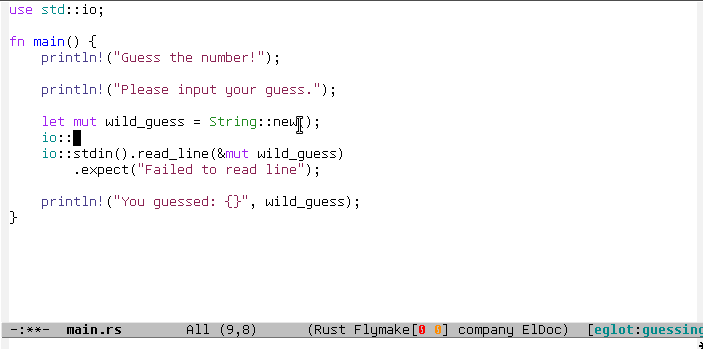 use std::io;
fn main() {
println!("Guess the number!");
println!("Please input your guess.");
let mut wild_guess = String::new();
io::
io::stdin().read_line(&mut wild_guess)
.expect("Failed to read line");
println!("You guessed: {}", wild_guess);
}
-:**- main.rs All (9,8) (Rust Flymake[0 0] company ElDoc) [eglot:guessing